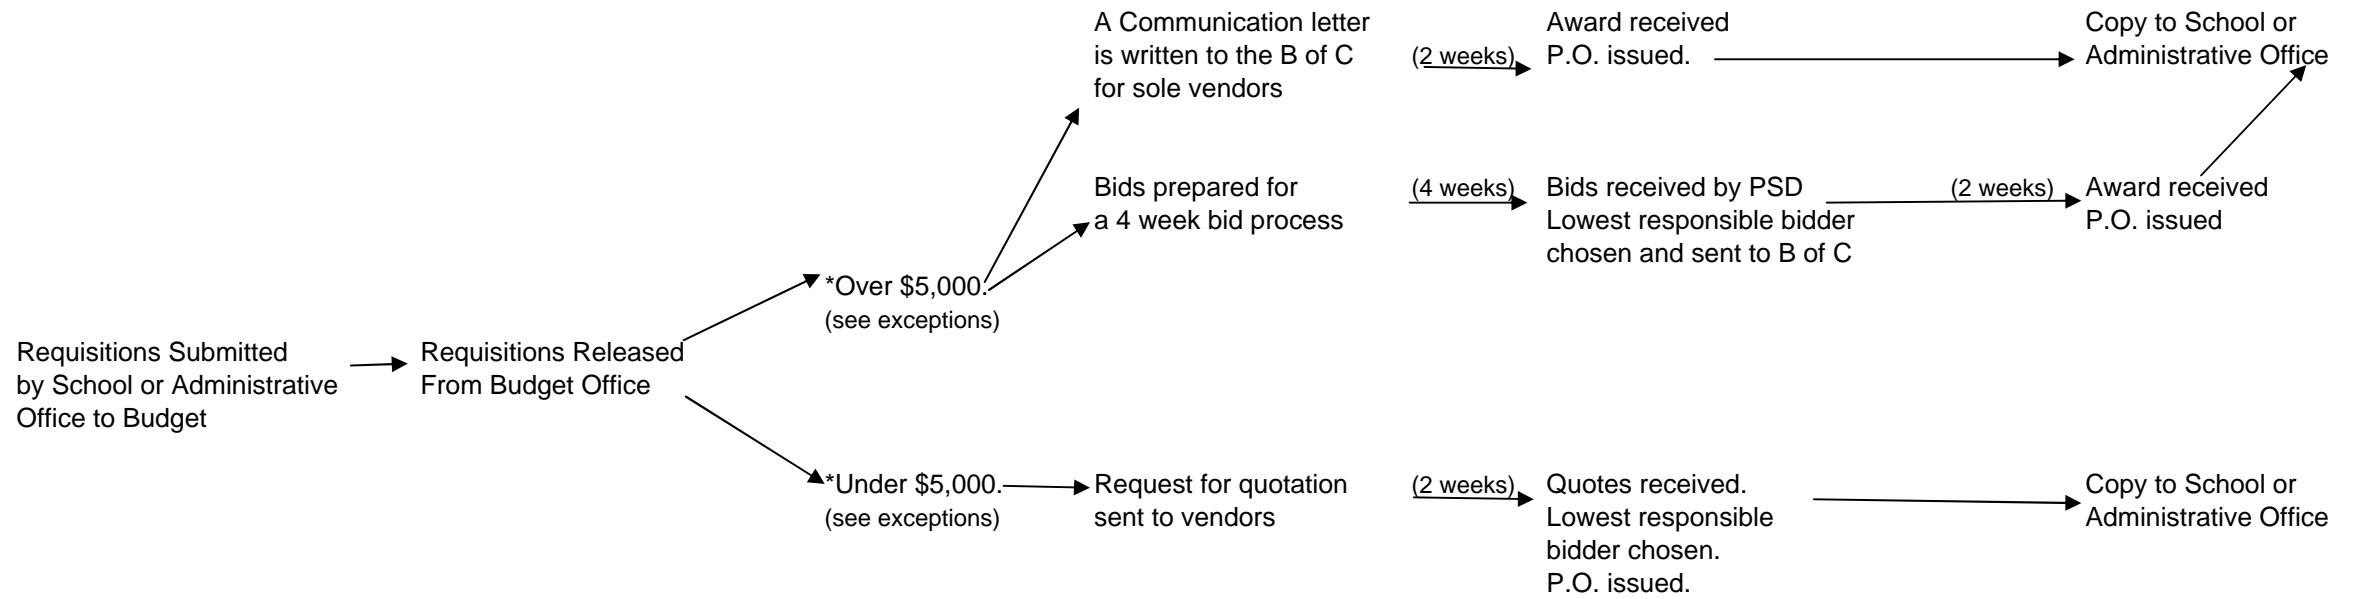 A Communication letter
is written to the B of C
for sole vendors
(2 weeks)
Award received
P.O. issued.
Copy to School or
Administrative Office
Bids prepared for
a 4 week bid process
(4 weeks)
Bids received by PSD
Lowest responsible bidder
chosen and sent to B of C
(2 weeks)
Award received
P.O. issued
*Over $5,000.
(see exceptions)
Requisitions Submitted
by School or Administrative
Office to Budget
Requisitions Released
From Budget Office
*Under $5,000.
(see exceptions)
Request for quotation
sent to vendors
(2 weeks)
Quotes received.
Lowest responsible
bidder chosen.
P.O. issued.
Copy to School or
Administrative Office